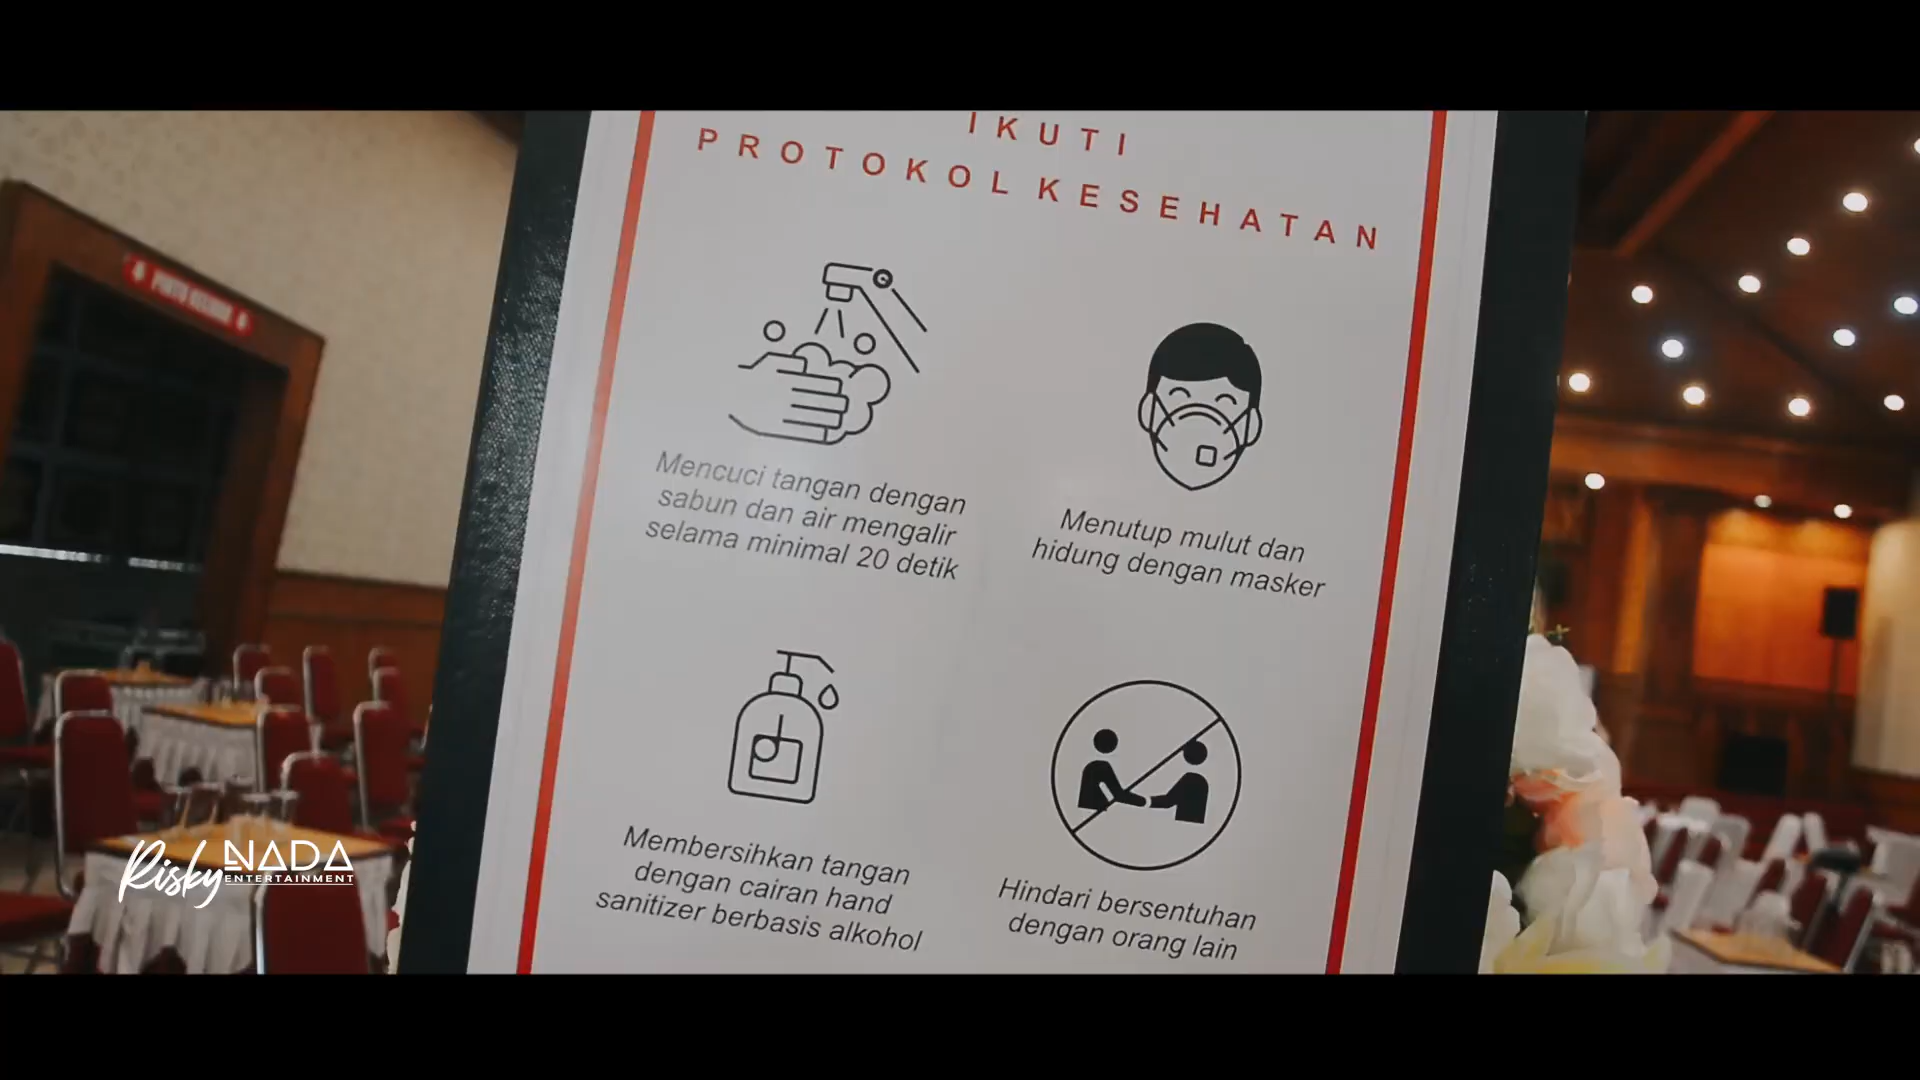 IKUTI
PROTOKOL KESEHATAN
Mencuci tangan dengan
sabun dan air mengalir
selama minimal 20 detik
Menutup mulut dan
hidung dengan masker
Membersihkan tangan
dengan cairan hand
sanitizer berbasis alkohol
Hindari bersentuhan
dengan orang lain
Risky NADA
ENTERTAINMENT